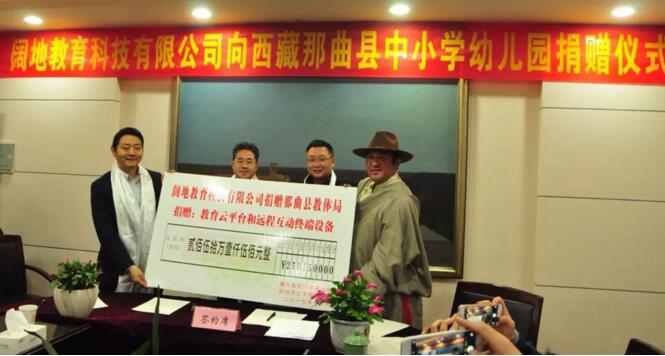 阔地教育科技有限公司向西藏那曲县中小学幼儿园捐赠仪式
阔地教育科技有限公司捐赠那曲县教体局
捐赠：教育云平台和远程互动终端设备
贰佰伍拾万壹仟伍佰元整
签约席